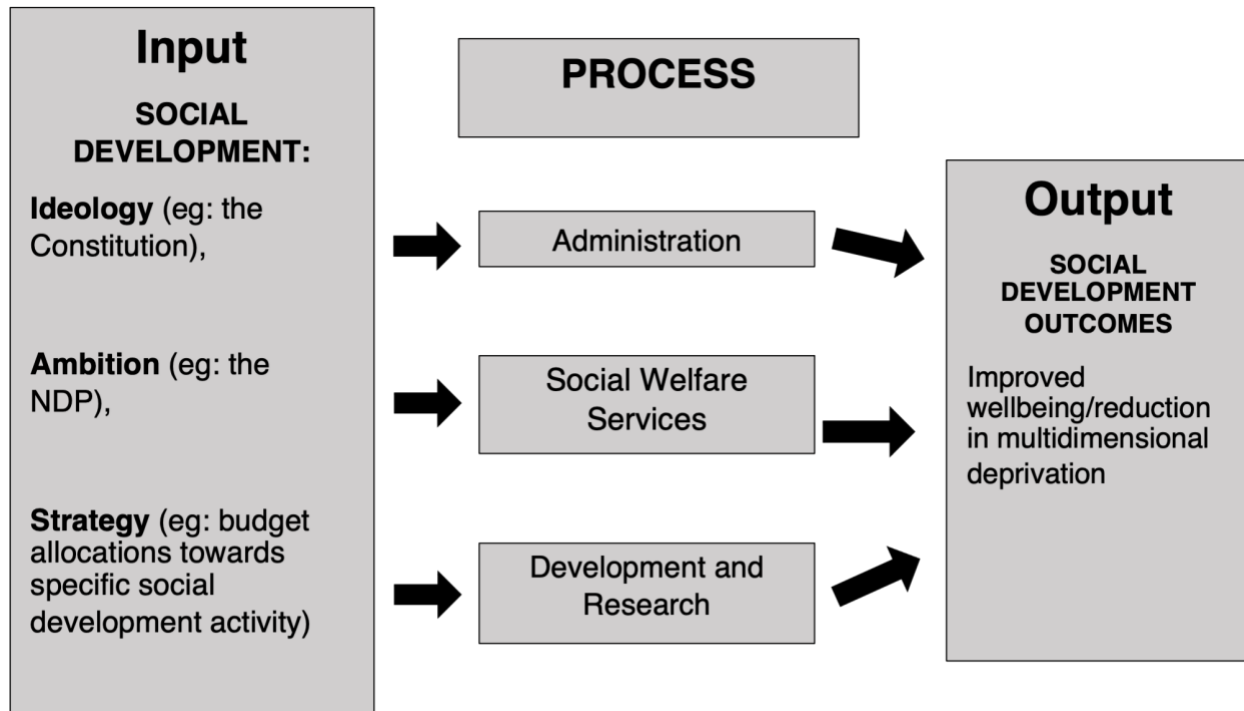 Input
SOCIAL
DEVELOPMENT:
Ideology (eg: the
Constitution),
Ambition (eg: the
NDP),
Strategy (eg: budget
allocations towards
specific social
development activity)
PROCESS
Administration
Social Welfare
Services
Development and
Research
Output
SOCIAL
DEVELOPMENT
OUTCOMES
Improved
wellbeing/reduction
in multidimensional
deprivation